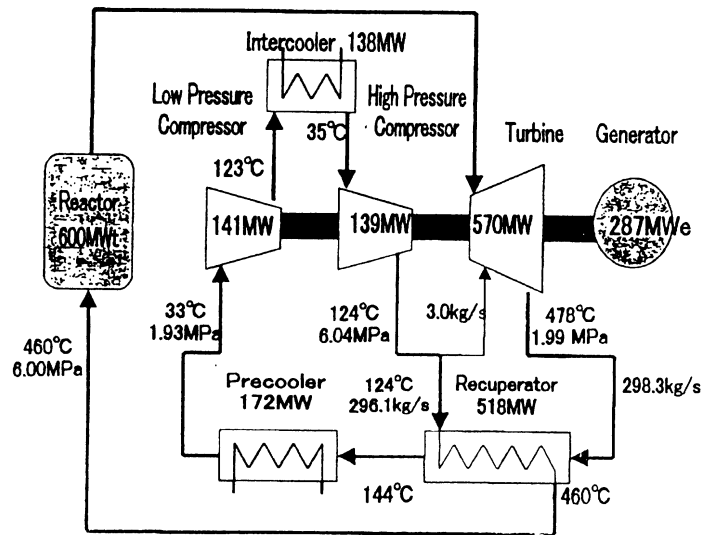 Intercooler 138MW
Low Pressure
Compressor
35℃
High Pressure
Compressor
Turbine
Generator
123℃
Reactor
600MWt
141MW
139MW
570MW
287MWe
33℃
1.93MPa
124℃
6.04MPa
3.0kg/s
478℃
1.99 MPa
460℃
6.00MPa
Precooler
172MW
124℃
296.1kg/s
Recuperator
518MW
298.3kg/s
144℃
460℃